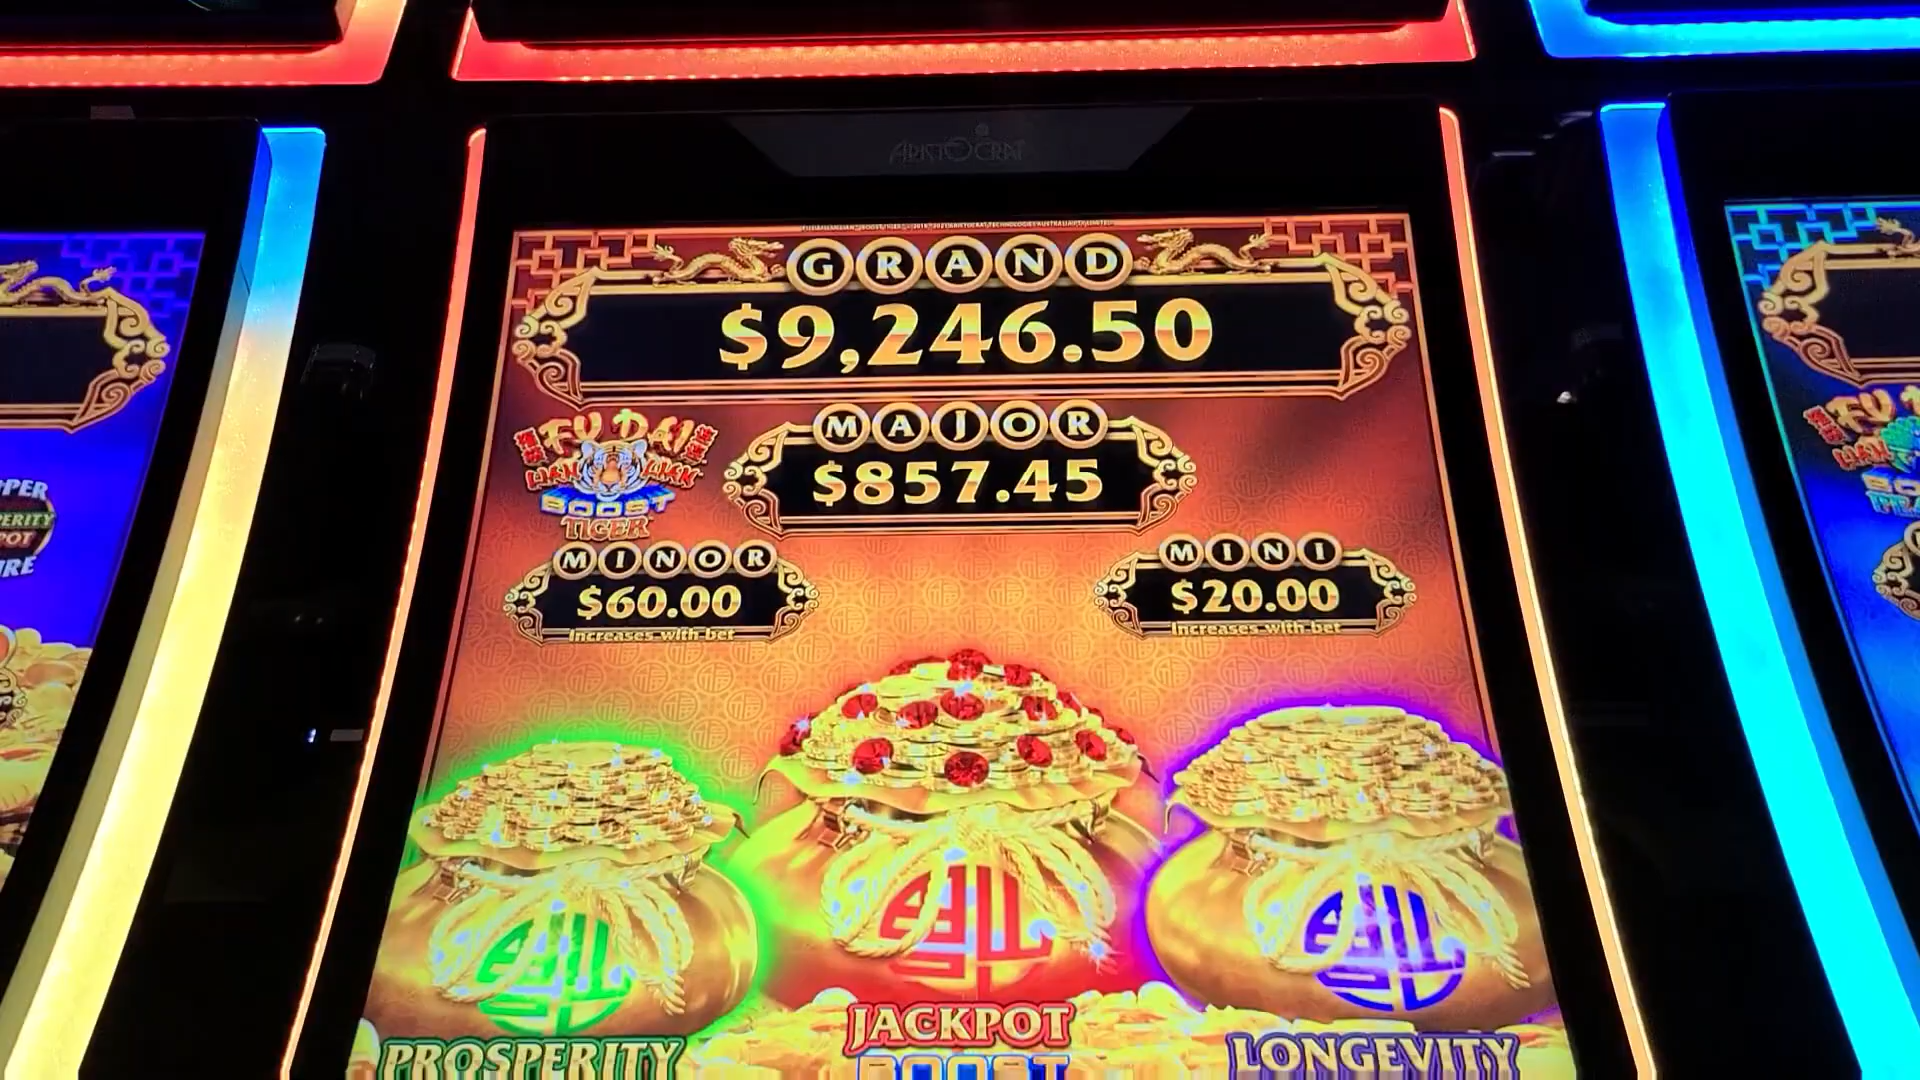 ARISTOCRAT
GRAND
$9,246.50
MAJOR
$857.45
FU DAI
LIAN LIAN
BOOST
TIGER
MINOR
$60.00
Increases with bet
MINI
$20.00
Increases with bet
JACKPOT
BOOST
PROSPERITY
LONGEVITY